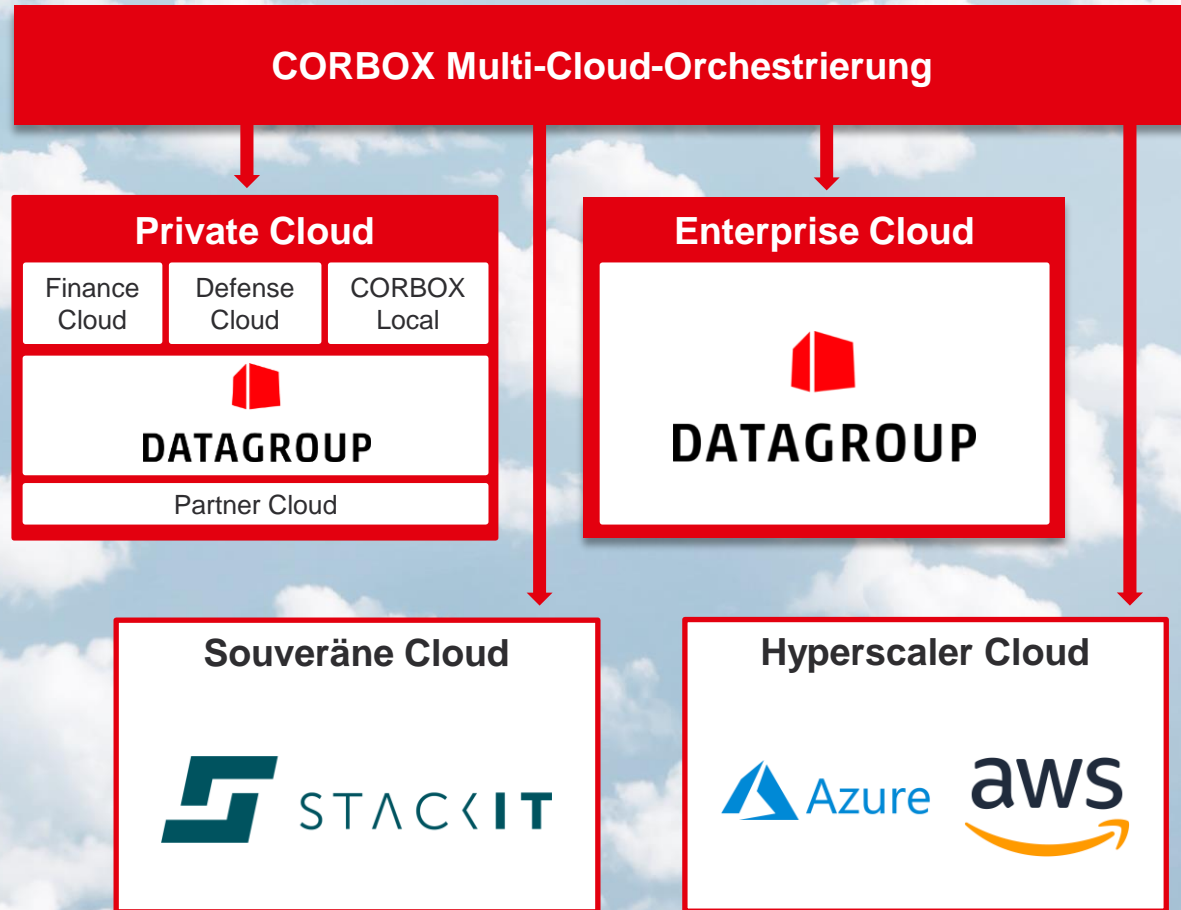 CORBOX Multi-Cloud-Orchestrierung
Private Cloud
Finance
Cloud
Defense
Cloud
CORBOX
Local
DATAGROUP
Partner Cloud
Enterprise Cloud
DATAGROUP
Souveräne Cloud
STACKIT
Hyperscaler Cloud
Azure
aws